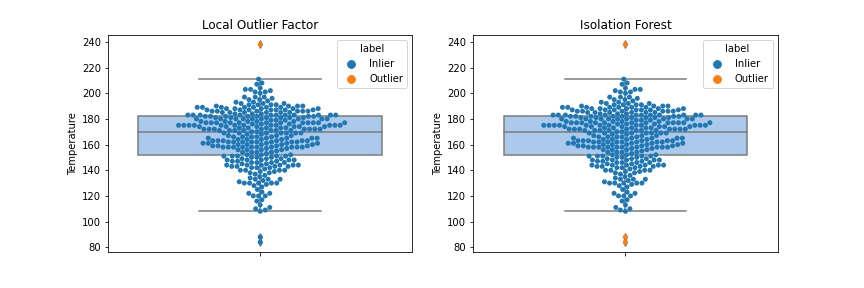 Local Outlier Factor
Temperature
240
220
200
180
160
140
120
100
80
label
Inlier
Outlier
Isolation Forest
Temperature
240
220
200
180
160
140
120
100
80
label
Inlier
Outlier